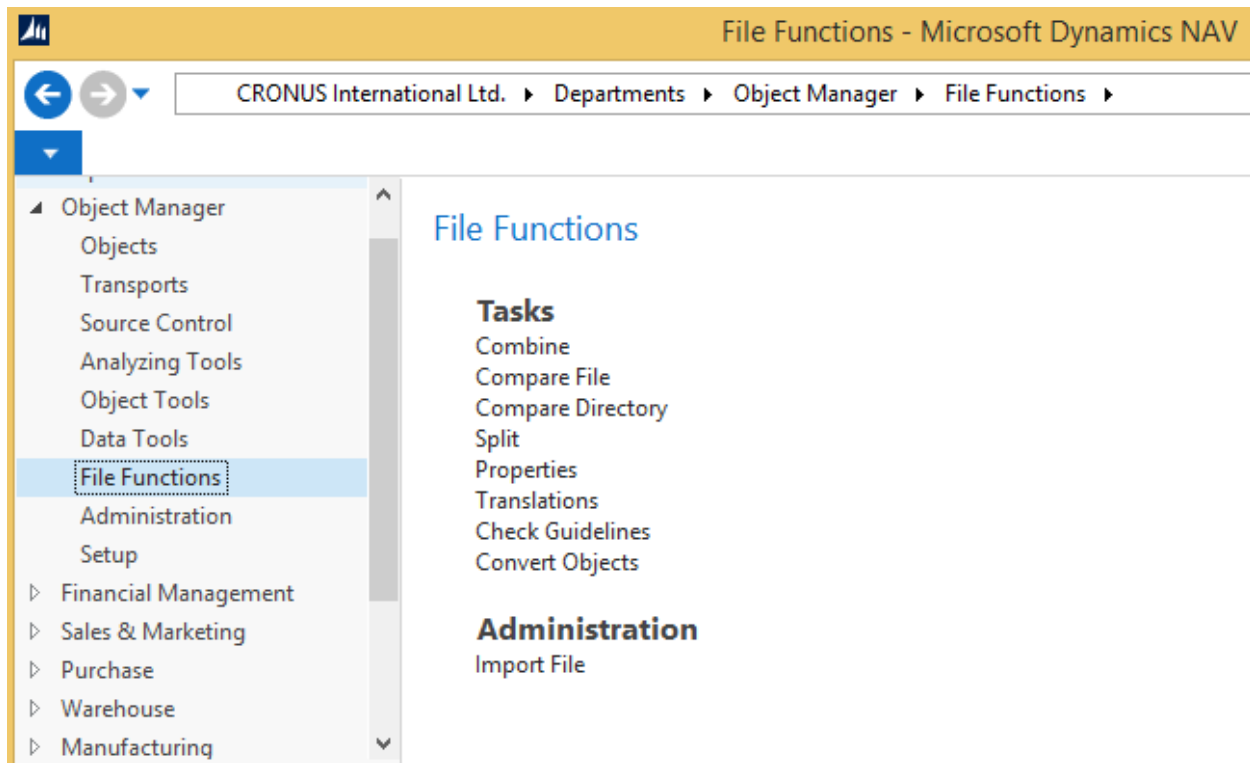 File Functions - Microsoft Dynamics NAV
CRONUS International Ltd. Departments Object Manager File Functions
Object Manager
Objects
Transports
Source Control
Analyzing Tools
Object Tools
Data Tools
File Functions
Administration
Setup
Financial Management
Sales & Marketing
Purchase
Warehouse
Manufacturing
File Functions
Tasks
Combine
Compare File
Compare Directory
Split
Properties
Translations
Check Guidelines
Convert Objects
Administration
Import File